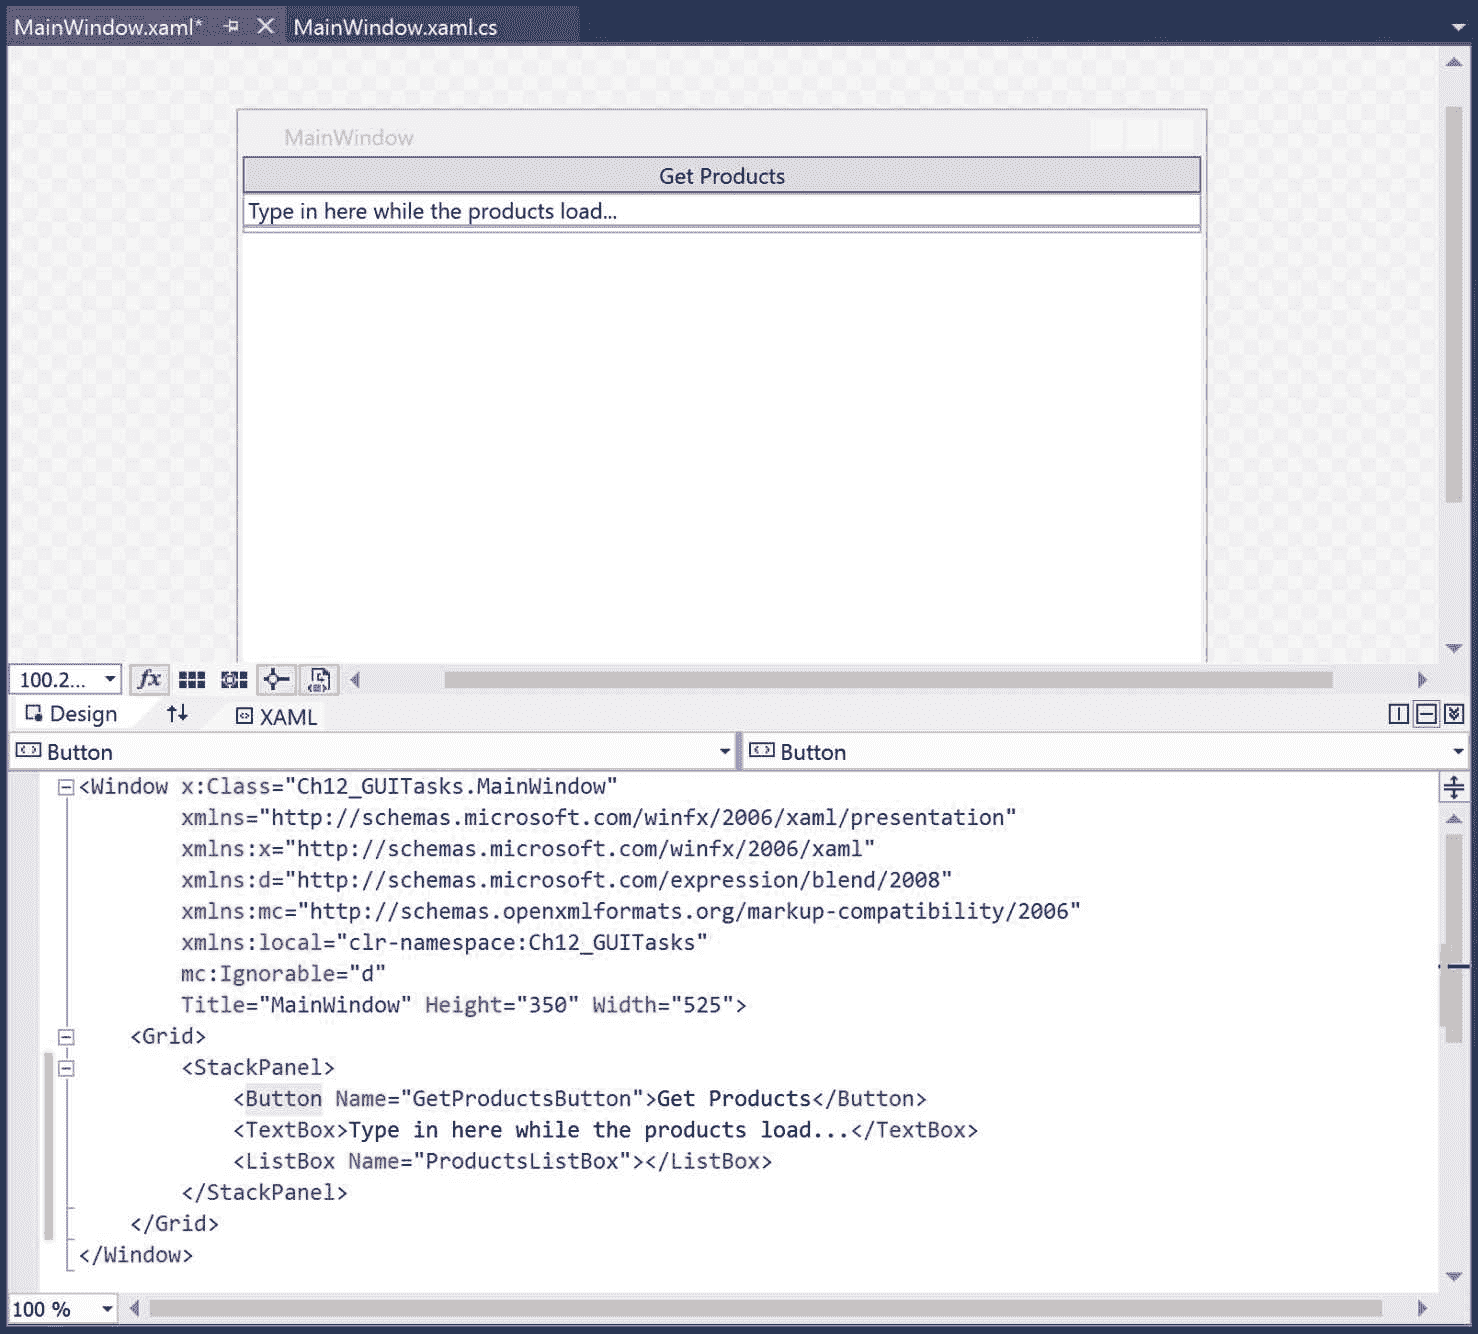 MainWindow.xaml* MainWindow.xaml.cs
MainWindow
Get Products
Type in here while the products load...
100.2... fx
Design XAML
Button Button
<Window x:Class="Ch12_GUITasks.MainWindow"
xmlns="http://schemas.microsoft.com/winfx/2006/xaml/presentation"
xmlns:x="http://schemas.microsoft.com/winfx/2006/xaml"
xmlns:d="http://schemas.microsoft.com/expression/blend/2008"
xmlns:mc="http://schemas.openxmlformats.org/markup-compatibility/2006"
xmlns:local="clr-namespace:Ch12_GUITasks"
mc:Ignorable="d"
Title="MainWindow" Height="350" Width="525">
<Grid>
<StackPanel>
<Button Name="GetProductsButton">Get Products</Button>
<TextBox>Type in here while the products load...</TextBox>
<ListBox Name="ProductsListBox"></ListBox>
</StackPanel>
</Grid>
</Window>
100 %